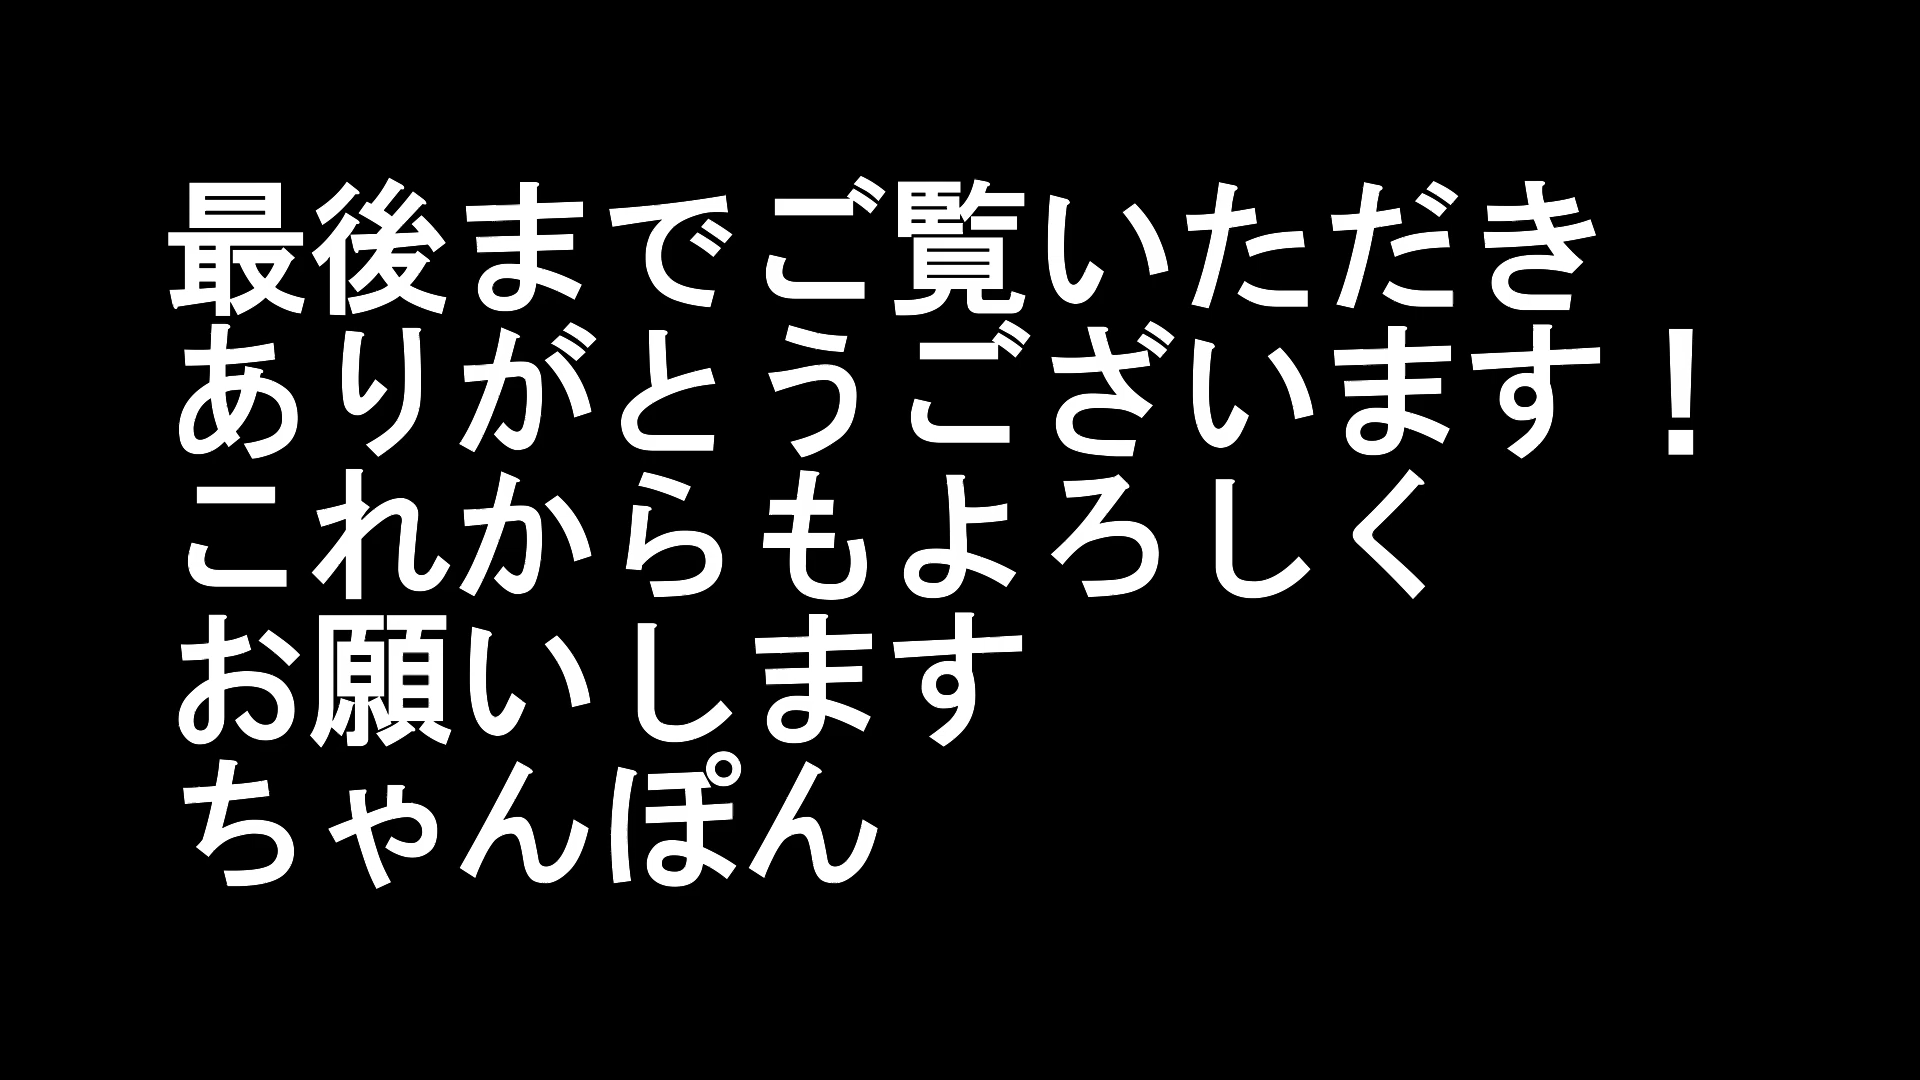 最後までご覧いただき
ありがとうございます！
これからもよろしく
お願いします
ちゃんぽん